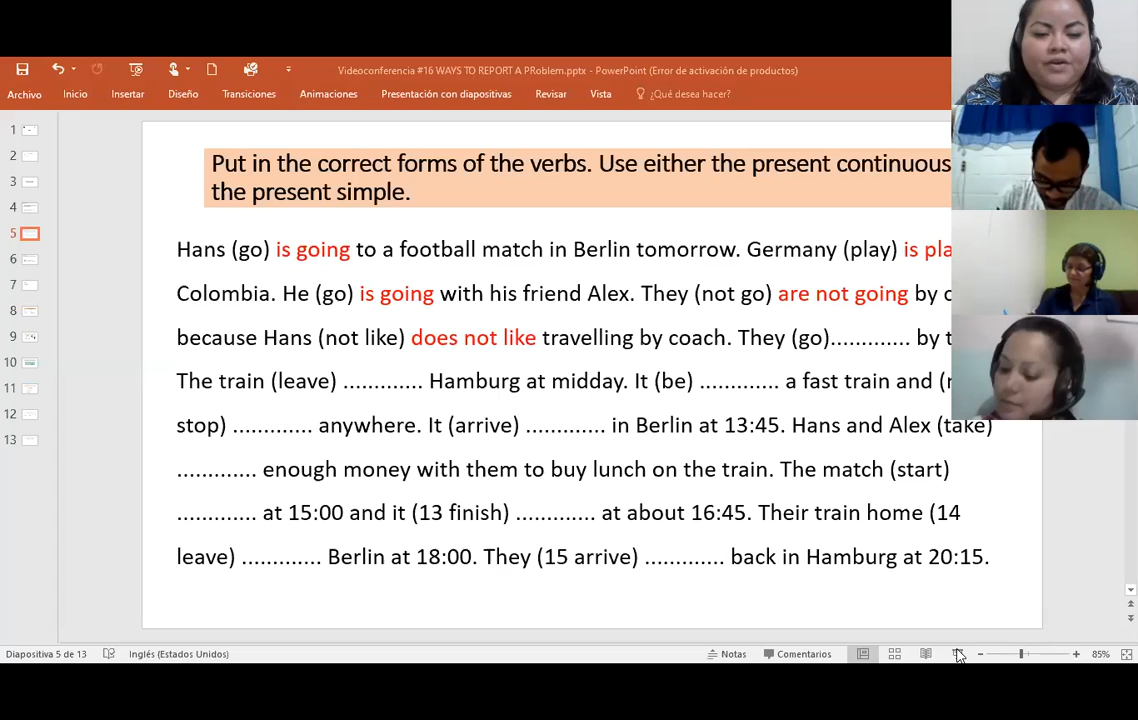 Videoconferencia #16 WAYS TO REPORT A PRoblem.pptx - PowerPoint (Error de activación de productos)
Archivo Inicio Insertar Diseño Transiciones Animaciones Presentación con diapositivas Revisar Vista ¿Qué desea hacer?
1
2
3
4
5
6
7
8
9
10
11
12
13
Put in the correct forms of the verbs. Use either the present continuous
the present simple.
Hans (go) is going to a football match in Berlin tomorrow. Germany (play) is
Colombia. He (go) is going with his friend Alex. They (not go) are not going by
because Hans (not like) does not like travelling by coach. They (go)............. by
The train (leave) ............. Hamburg at midday. It (be) ............. a fast train and
stop) ............. anywhere. It (arrive) ............. in Berlin at 13:45. Hans and Alex (take)
............. enough money with them to buy lunch on the train. The match (start)
............. at 15:00 and it (13 finish) ............. at about 16:45. Their train home (14
leave) ............. Berlin at 18:00. They (15 arrive) ............. back in Hamburg at 20:15.
Diapositiva 5 de 13 Inglés (Estados Unidos) Notas Comentarios 85%